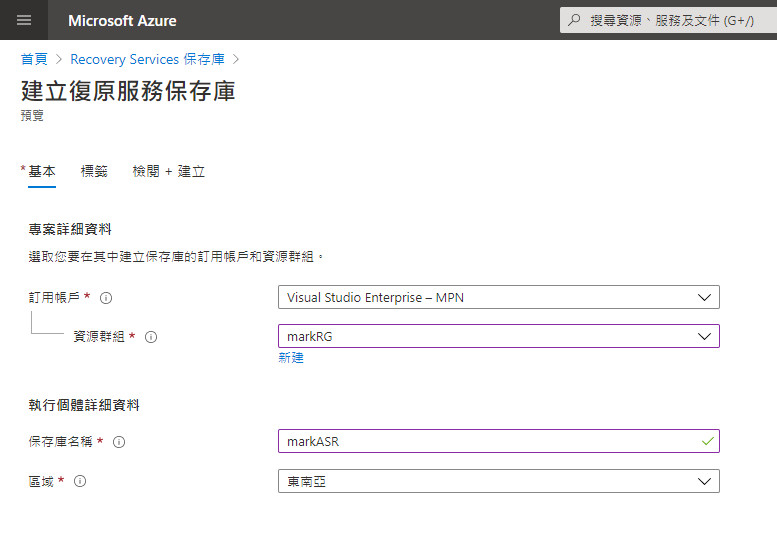 Microsoft Azure
搜尋資源、服務及文件 (G+/)
首頁 > Recovery Services 保存庫 >
建立復原服務保存庫
預覽
* 基本 標籤 檢閱 + 建立
專案詳細資料
選取您要在其中建立保存庫的訂用帳戶和資源群組。
訂用帳戶 * Visual Studio Enterprise – MPN
資源群組 * markRG
新建
執行個體詳細資料
保存庫名稱 * markASR
區域 * 東南亞